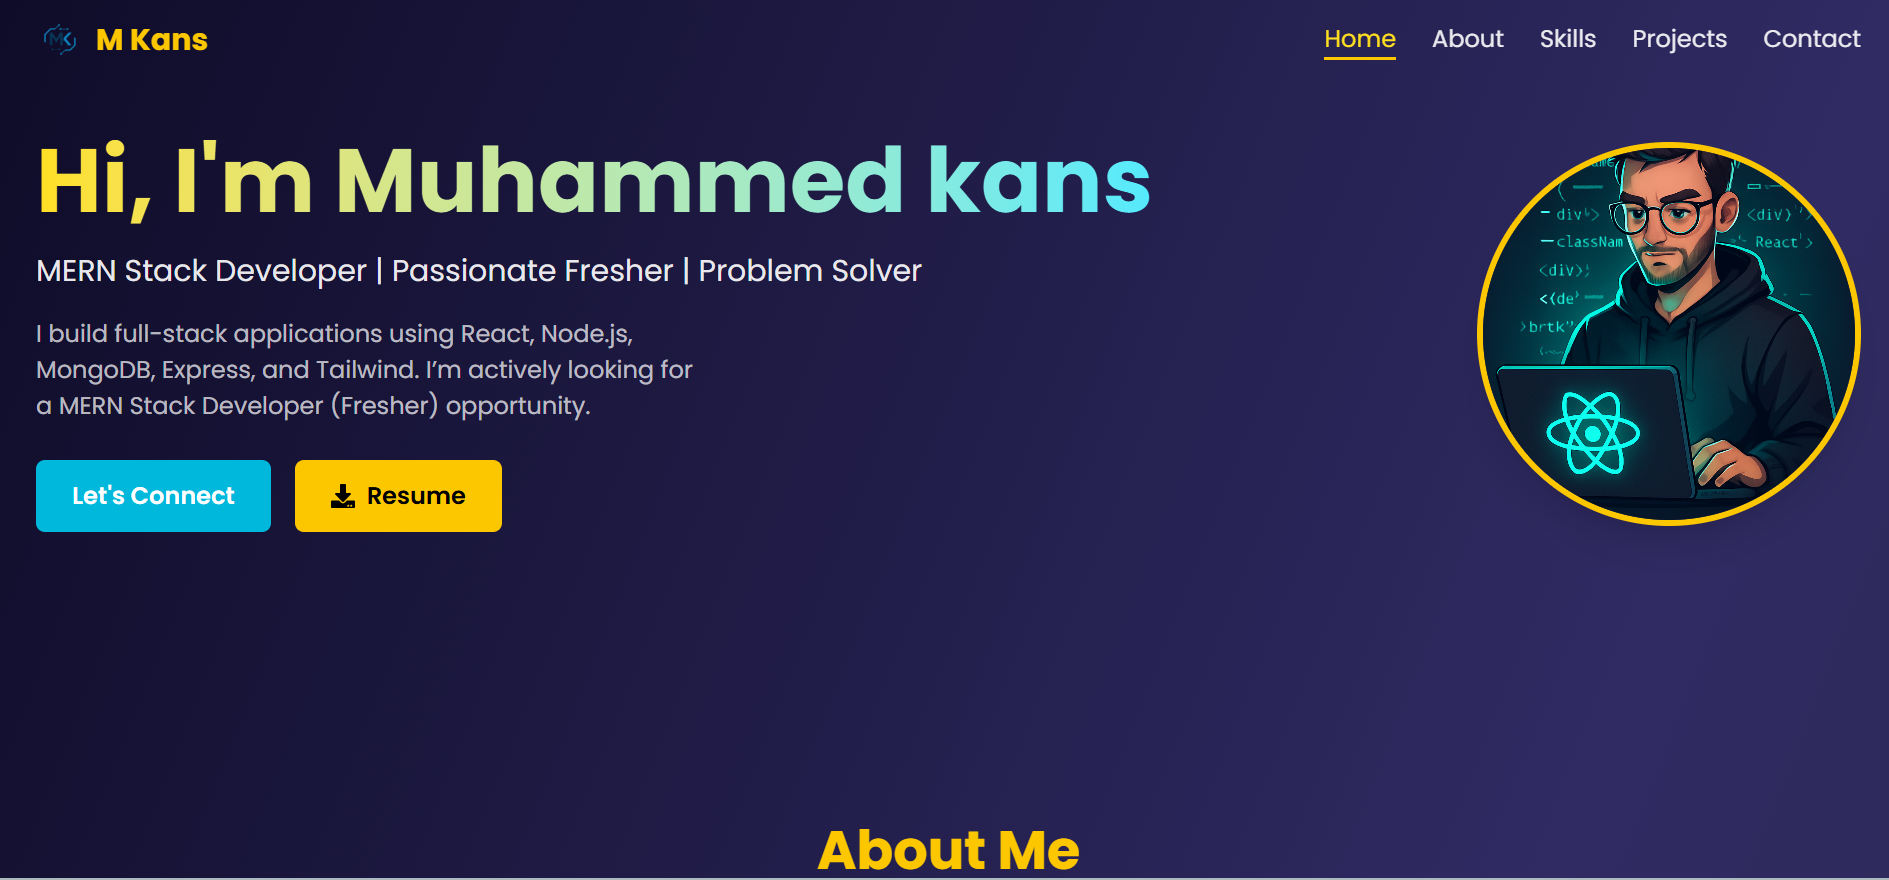 MK
M Kans
Home About Skills Projects Contact
Hi, I'm Muhammed kans
MERN Stack Developer | Passionate Fresher | Problem Solver
I build full-stack applications using React, Node.js,
MongoDB, Express, and Tailwind. I’m actively looking for
a MERN Stack Developer (Fresher) opportunity.
Let's Connect
Resume
div
<div>
classNam
React'>
<div>
<(de'
>brtk"
About Me